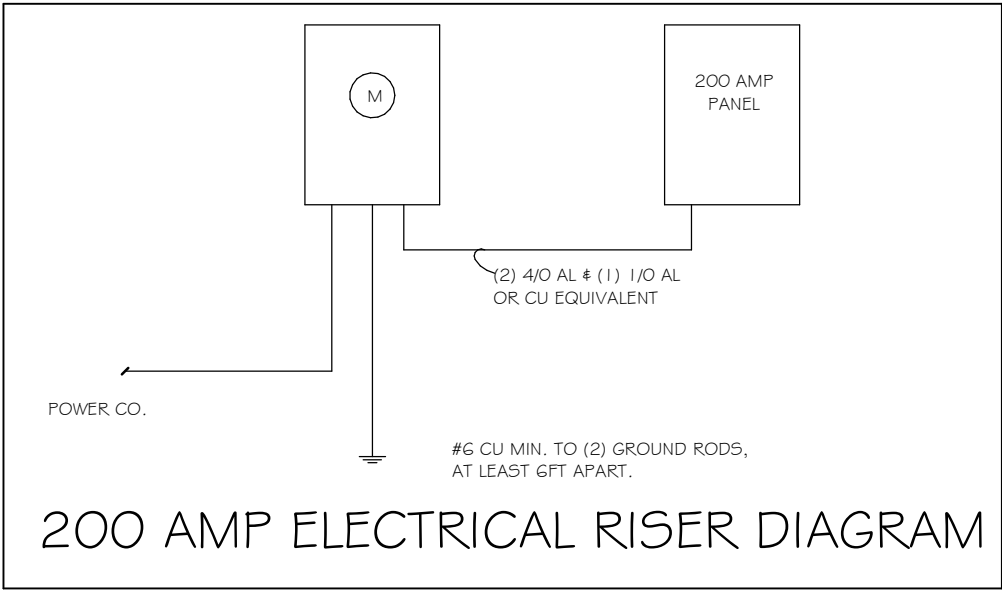 M
200 AMP
PANEL
(2) 4/0 AL & (1) 1/0 AL
OR CU EQUIVALENT
POWER CO.
#6 CU MIN. TO (2) GROUND RODS,
AT LEAST 6FT APART.
200 AMP ELECTRICAL RISER DIAGRAM